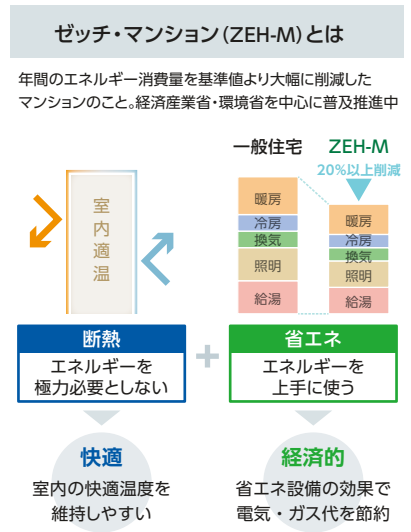 ゼッチ・マンション(ZEH-M)とは
年間のエネルギー消費量を基準値より大幅に削減した
マンションのこと。経済産業省・環境省を中心に普及推進中
室内適温
一般住宅
暖房
冷房
換気
照明
給湯
ZEH-M
20%以上削減
暖房
冷房
換気
照明
給湯
断熱
エネルギーを
極力必要としない
+
省エネ
エネルギーを
上手に使う
快適
室内の快適温度を
維持しやすい
経済的
省エネ設備の効果で
電気・ガス代を節約